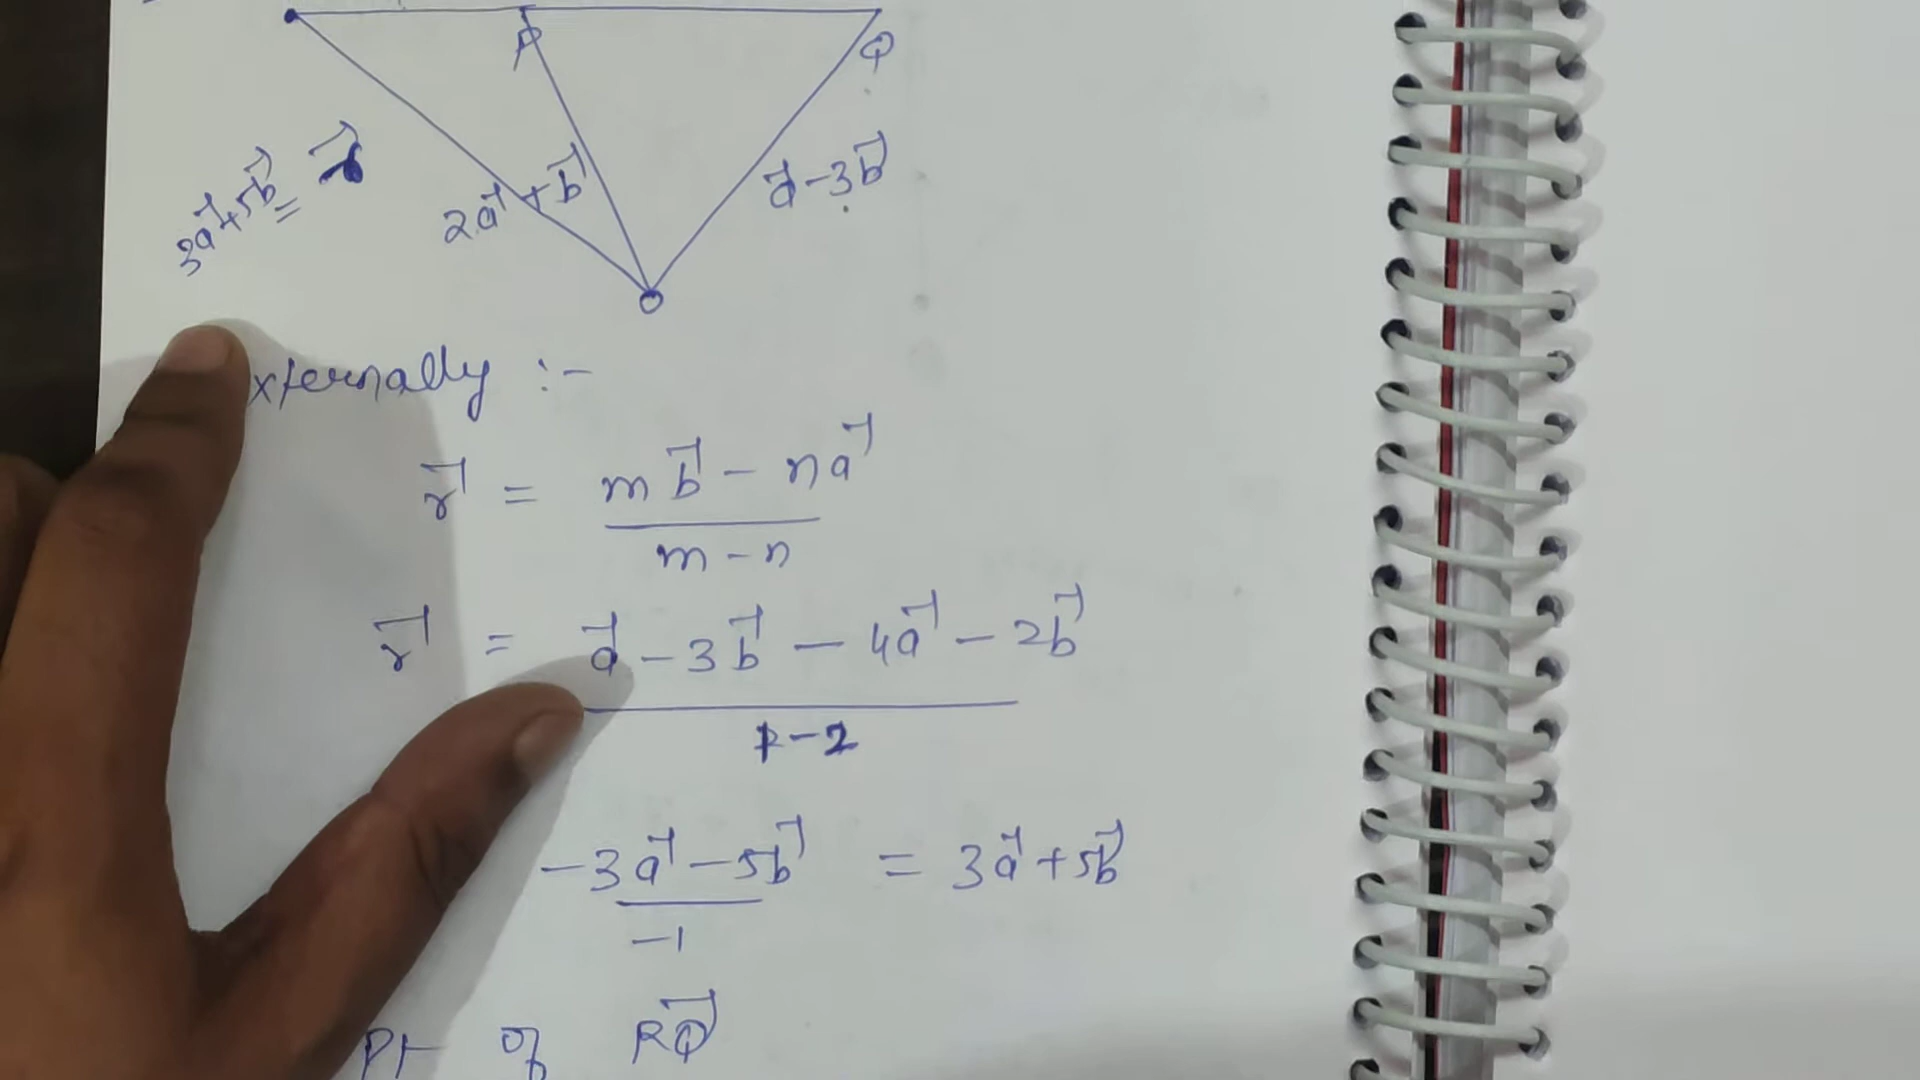 P
Q
3a⃗+5b⃗ = r⃗
2a⃗ + b⃗
a⃗ - 3b⃗
O
xternally :-
r⃗ = mb⃗ - na⃗
m - n
r⃗ = a⃗ - 3b⃗ - 4a⃗ - 2b⃗
1-2
-3a⃗ - 5b⃗ = 3a⃗ + 5b⃗
-1
pt of RQ⃗